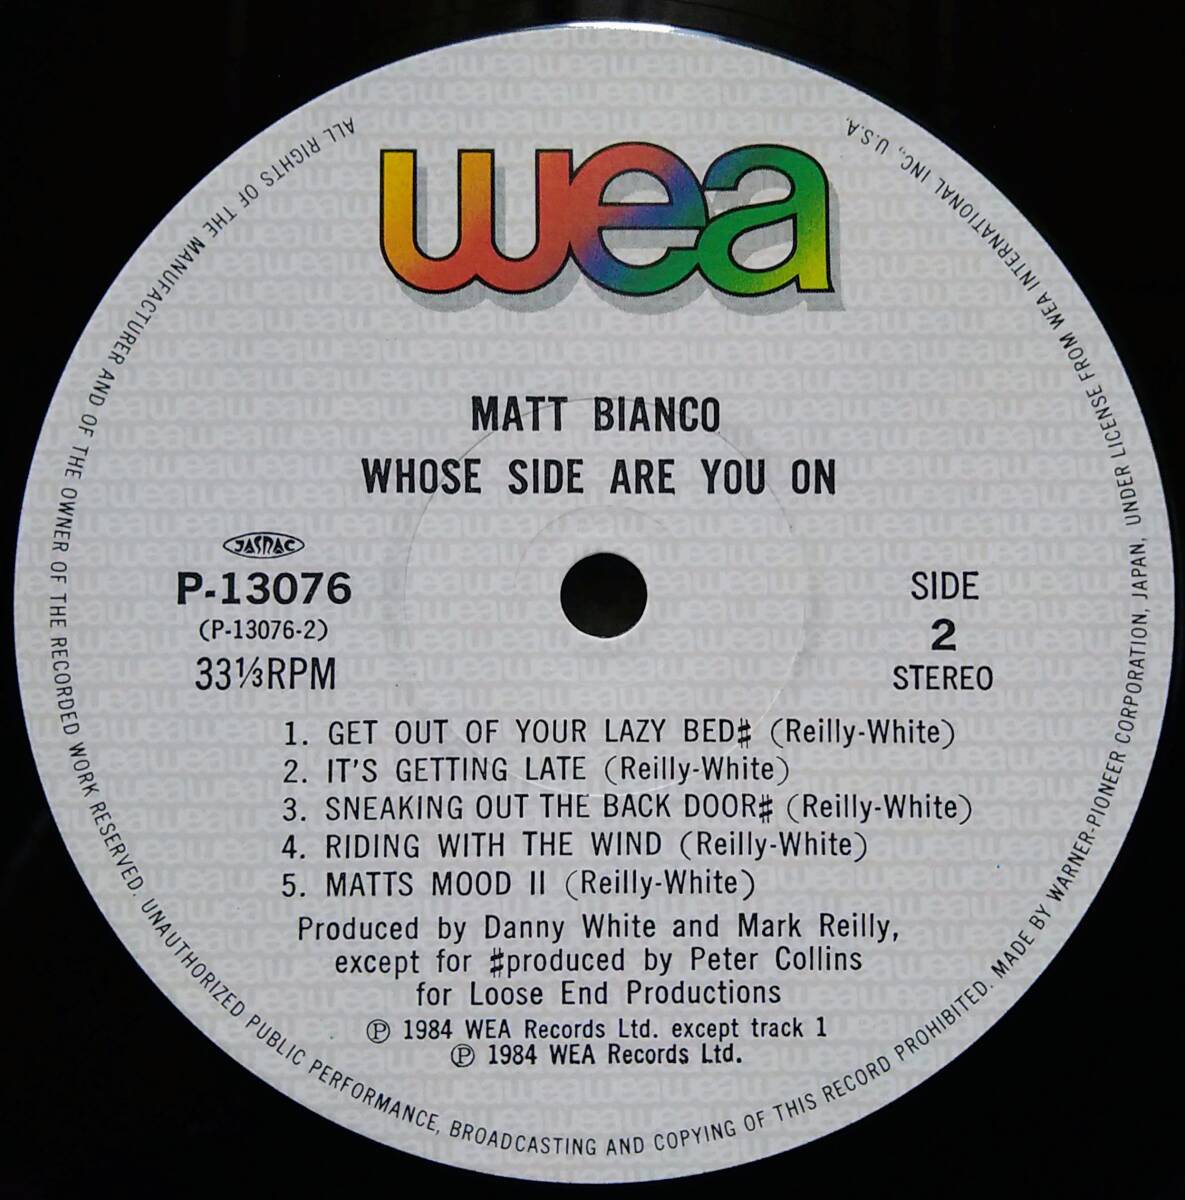 wea
MATT BIANCO
WHOSE SIDE ARE YOU ON
JASRAC
P-13076
(P-13076-2)
33⅓RPM
SIDE
2
STEREO
1. GET OUT OF YOUR LAZY BED♯ (Reilly-White)
2. IT'S GETTING LATE (Reilly-White)
3. SNEAKING OUT THE BACK DOOR♯ (Reilly-White)
4. RIDING WITH THE WIND (Reilly-White)
5. MATTS MOOD II (Reilly-White)
Produced by Danny White and Mark Reilly,
except for ♯produced by Peter Collins
for Loose End Productions
℗ 1984 WEA Records Ltd. except track 1
℗ 1984 WEA Records Ltd.
ALL RIGHTS OF THE MANUFACTURER AND OF THE OWNER OF THE RECORDED WORK RESERVED. UNAUTHORIZED PUBLIC PERFORMANCE, BROADCASTING AND COPYING OF THIS RECORD PROHIBITED. MADE BY WARNER-PIONEER CORPORATION, JAPAN, UNDER LICENSE FROM WEA INTERNATIONAL INC., U.S.A.